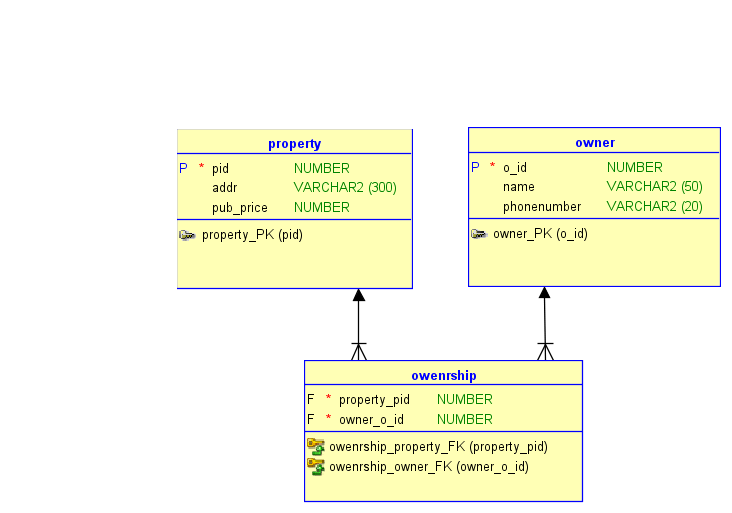 property
P * pid NUMBER
addr VARCHAR2 (300)
pub_price NUMBER
property_PK (pid)
owner
P * o_id NUMBER
name VARCHAR2 (50)
phonenumber VARCHAR2 (20)
owner_PK (o_id)
owenrship
F * property_pid NUMBER
F * owner_o_id NUMBER
owenrship_property_FK (property_pid)
owenrship_owner_FK (owner_o_id)